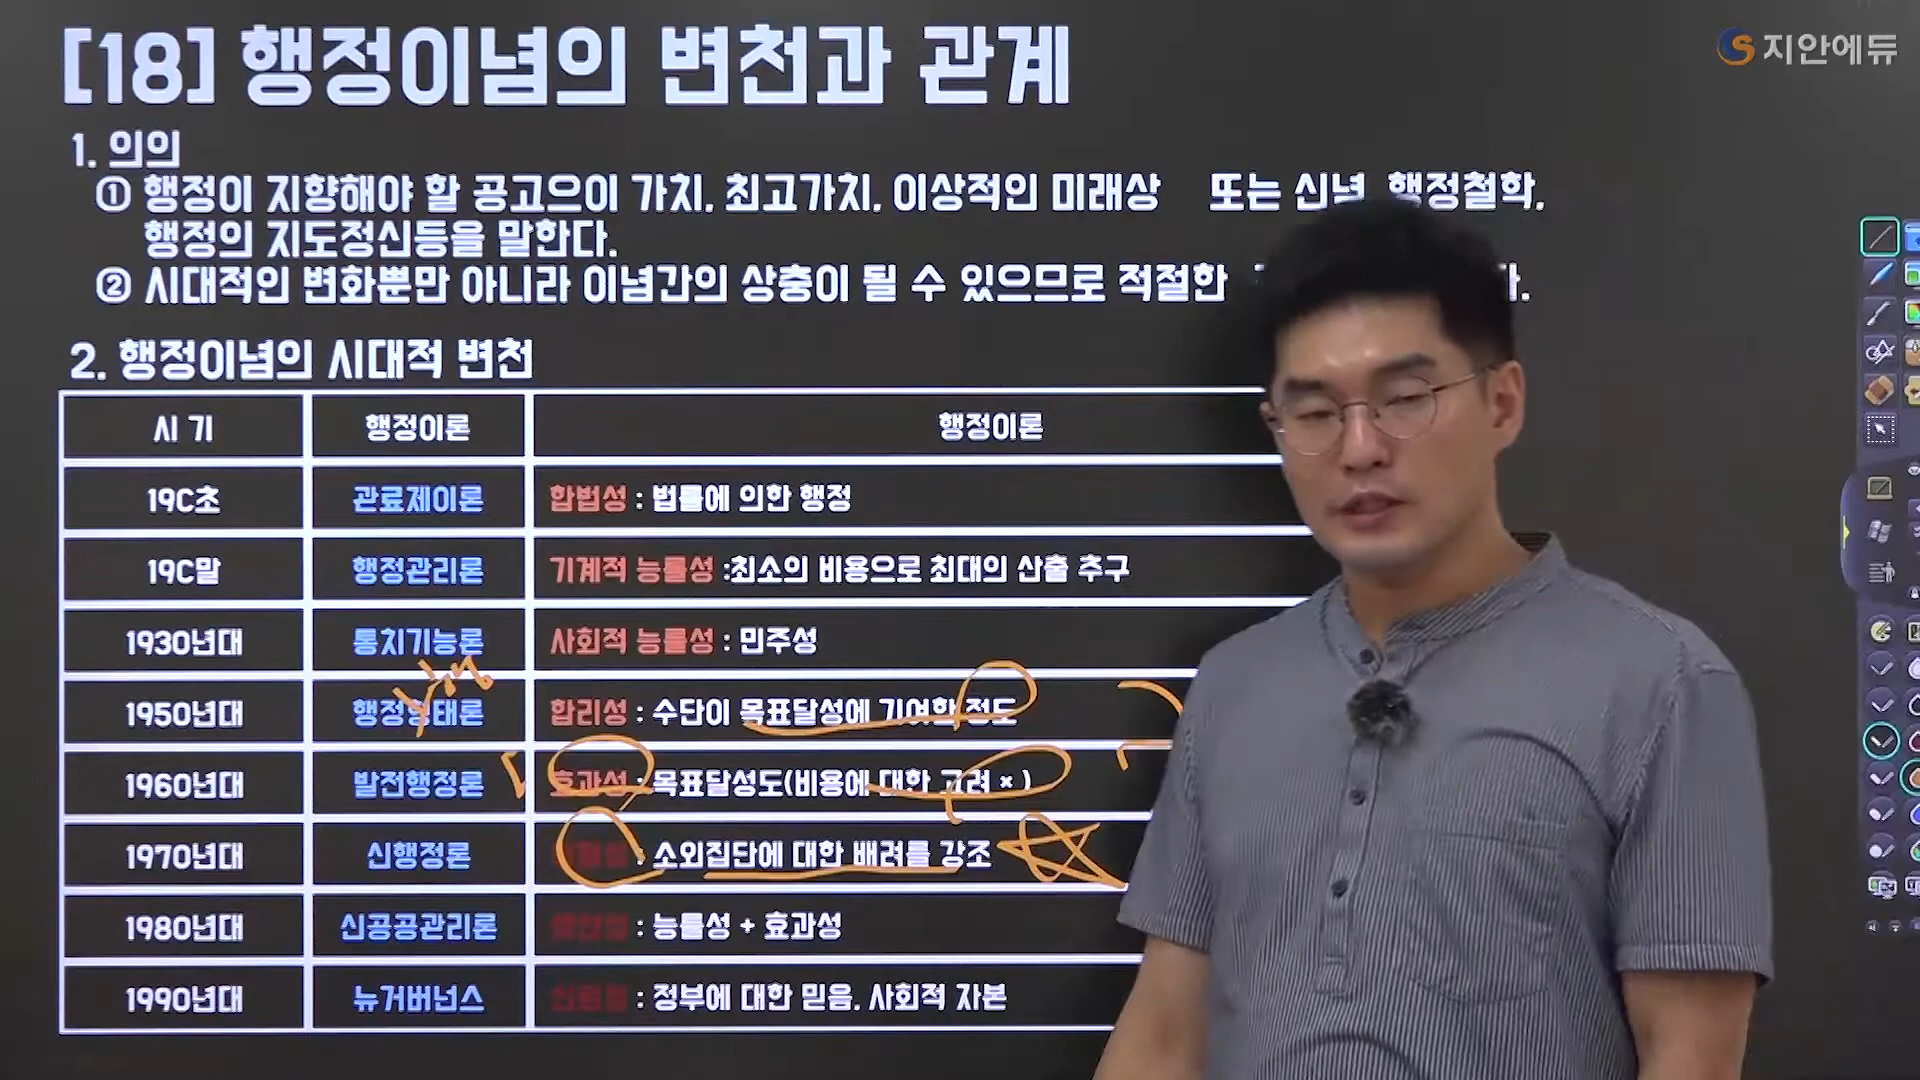 [18] 행정이념의 변천과 관계
지안에듀
1. 의의
① 행정이 지향해야 할 공고으이 가치, 최고가치, 이상적인 미래상 또는 신념, 행정철학,
행정의 지도정신등을 말한다.
② 시대적인 변화뿐만 아니라 이념간의 상충이 될 수 있으므로 적절한
2. 행정이념의 시대적 변천
시 기 행정이론 행정이론
19C초 관료제이론 합법성 : 법률에 의한 행정
19C말 행정관리론 기계적 능률성 :최소의 비용으로 최대의 산출 추구
1930년대 통치기능론 사회적 능률성 : 민주성
1950년대 행정형태론 합리성 : 수단이 목표달성에 기여한 정도
1960년대 발전행정론 효과성 : 목표달성도(비용에 대한 고려 × )
1970년대 신행정론 : 소외집단에 대한 배려를 강조
1980년대 신공공관리론 생산성 : 능률성 + 효과성
1990년대 뉴거버넌스 신뢰성 : 정부에 대한 믿음, 사회적 자본